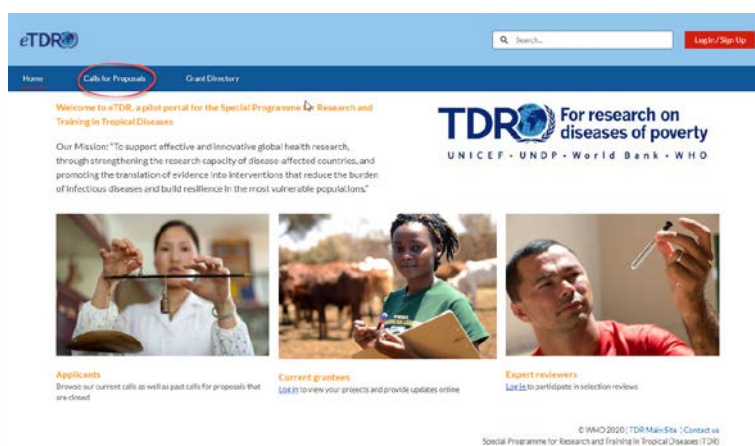 eTDR
Search...
Login / Sign Up
Home
Calls for Proposals
Grant Directory
Welcome to eTDR, a pilot portal for the Special Programme for Research and
Training in Tropical Diseases
Our Mission: "To support effective and innovative global health research,
through strengthening the research capacity of disease-affected countries, and
promoting the translation of evidence into interventions that reduce the burden
of infectious diseases and build resilience in the most vulnerable populations."
TDR For research on
diseases of poverty
UNICEF · UNDP · World Bank · WHO
Applicants
Browse our current calls as well as past calls for proposals that
are closed
Current grantees
Log in to view your projects and provide updates online
Expert reviewers
Log in to participate in selection reviews
© WHO 2020 | TDR Main Site | Contact us
Special Programme for Research and Training in Tropical Diseases (TDR)